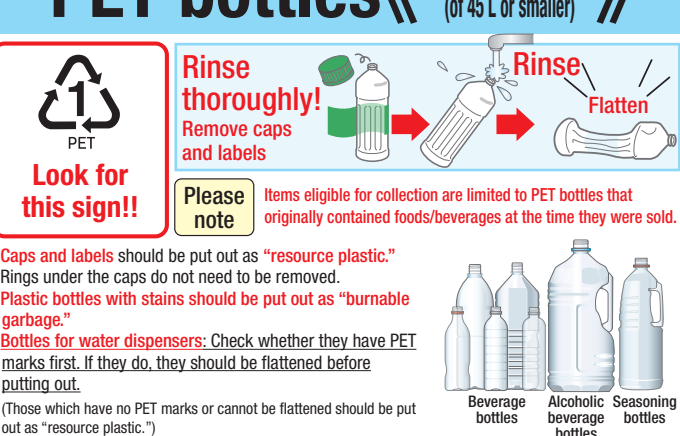 PET bottles
(of 45 L or smaller)
1
PET
Look for
this sign!!
Rinse
thoroughly!
Remove caps
and labels
Rinse
Flatten
Please
note
Items eligible for collection are limited to PET bottles that
originally contained foods/beverages at the time they were sold.
Caps and labels should be put out as “resource plastic.”
Rings under the caps do not need to be removed.
Plastic bottles with stains should be put out as “burnable
garbage.”
Bottles for water dispensers: Check whether they have PET
marks first. If they do, they should be flattened before
putting out.
(Those which have no PET marks or cannot be flattened should be put
out as “resource plastic.”)
Beverage
bottles
Alcoholic
beverage
bottles
Seasoning
bottles